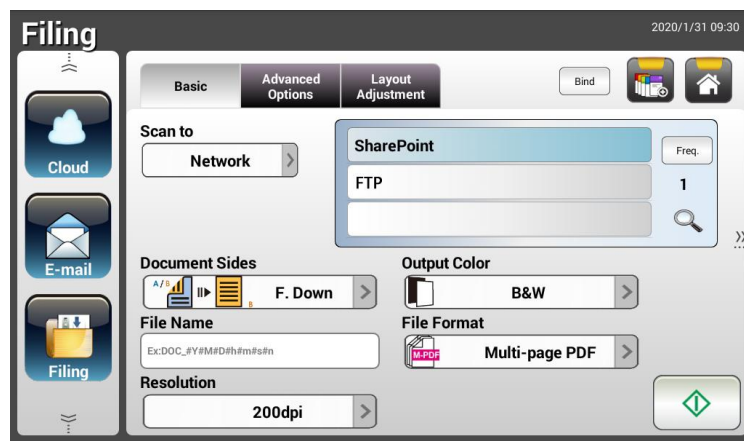 Filing
2020/1/31 09:30
Basic
Advanced
Options
Layout
Adjustment
Bind
Cloud
E-mail
Filing
Scan to
Network
SharePoint
FTP
Freq.
1
Document Sides
A/B
B
F. Down
Output Color
B&W
File Name
Ex:DOC_#Y#M#D#h#m#s#n
File Format
M-PDF
Multi-page PDF
Resolution
200dpi